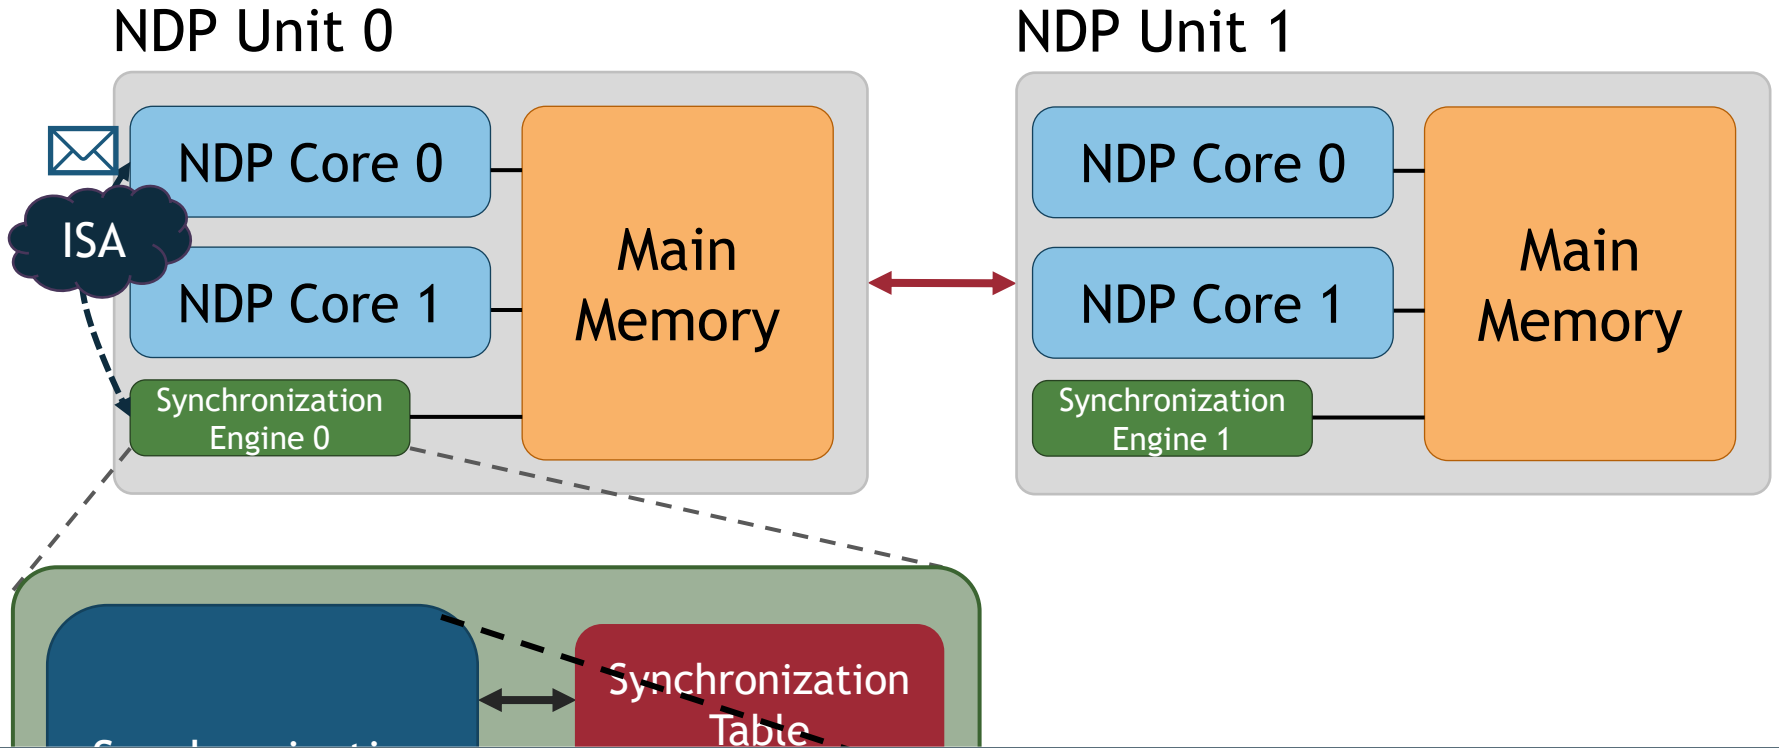 NDP Unit 0
NDP Unit 1
NDP Core 0
ISA
NDP Core 1
Synchronization
Engine 0
Main
Memory
NDP Core 0
NDP Core 1
Synchronization
Engine 1
Main
Memory
Synchronization
Table